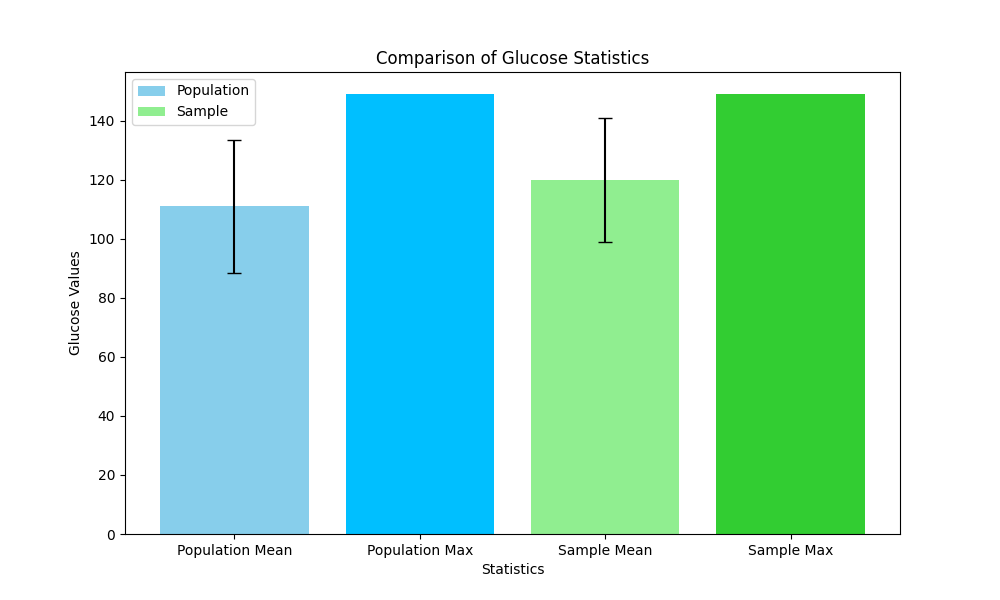 Comparison of Glucose Statistics
Population
Sample
Glucose Values
140
120
100
80
60
40
20
0
Population Mean
Population Max
Sample Mean
Sample Max
Statistics